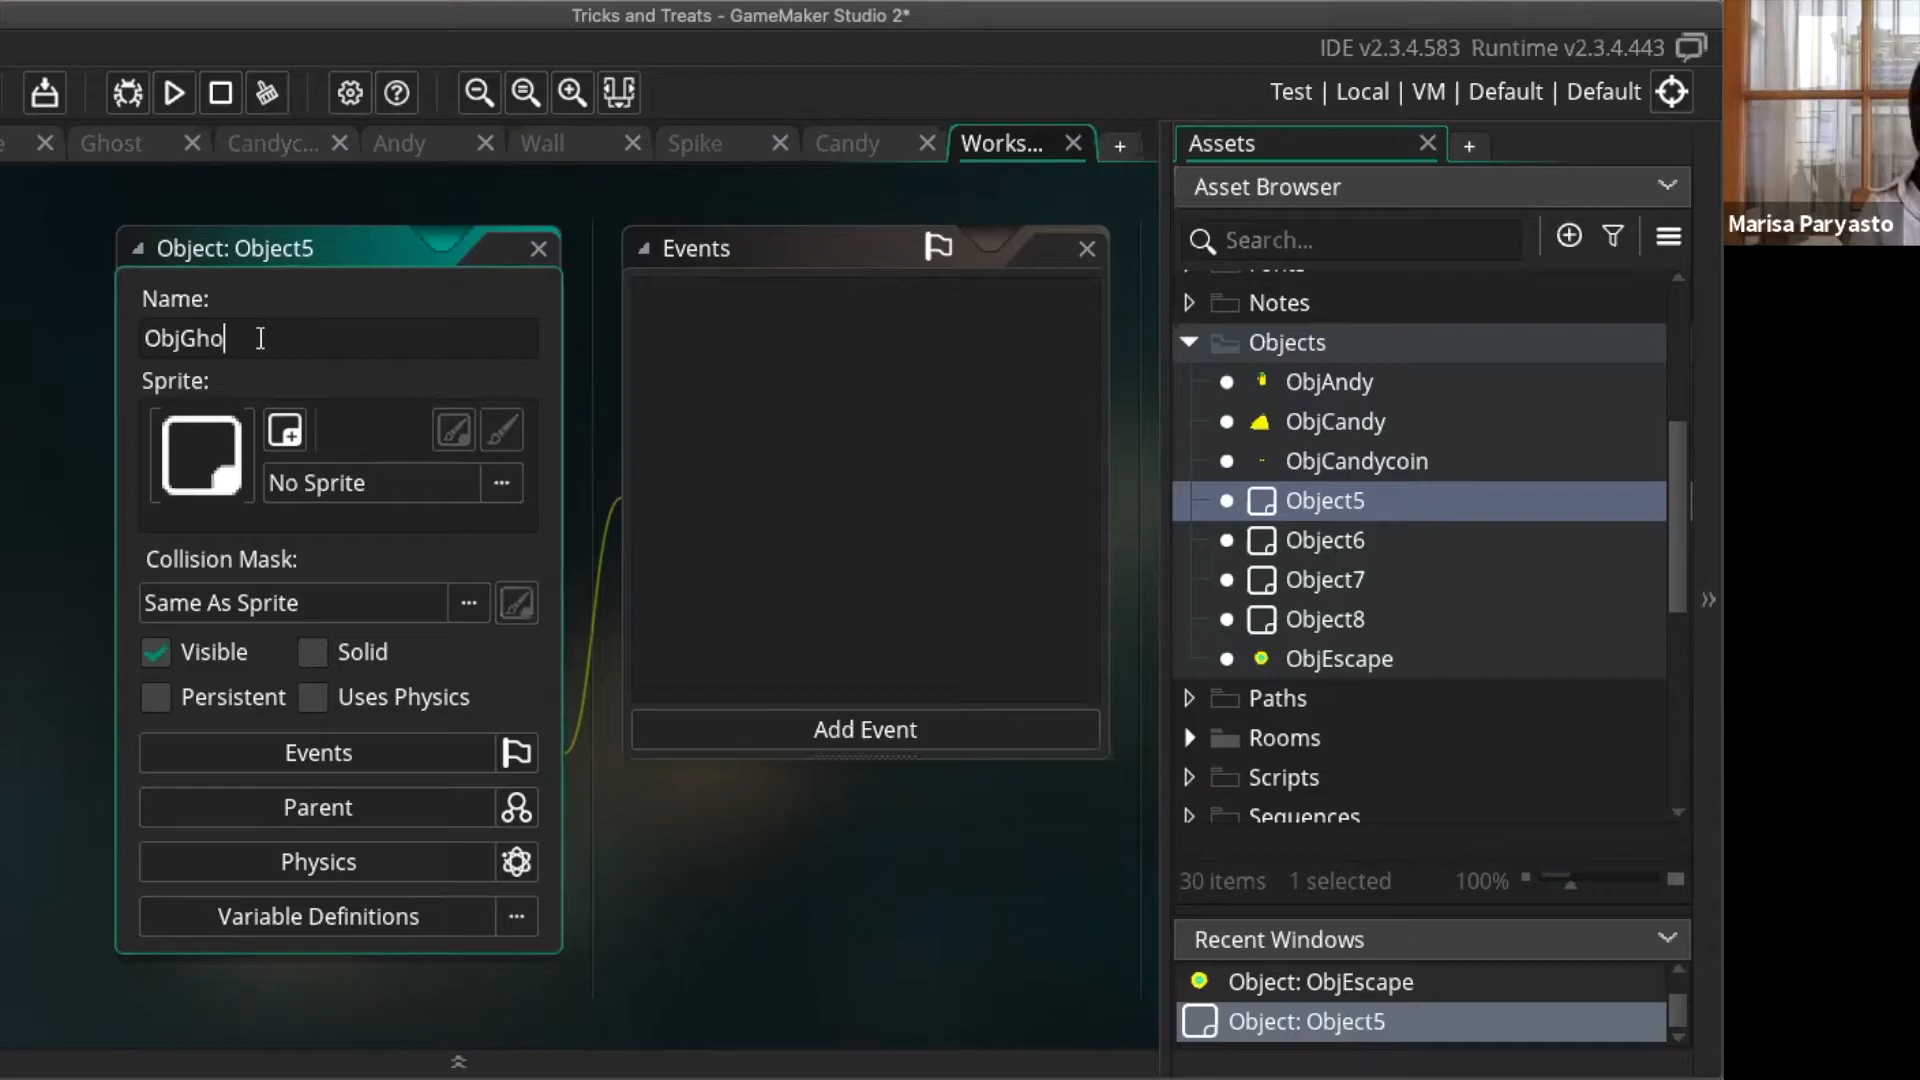 Tricks and Treats - GameMaker Studio 2*
IDE v2.3.4.583 Runtime v2.3.4.443
Test | Local | VM | Default | Default
e Ghost Candyc... Andy Wall Spike Candy Works... +
Assets +
Asset Browser
Search...
Marisa Paryasto
Object: Object5
Name:
ObjGho
Sprite:
No Sprite ...
Collision Mask:
Same As Sprite ...
Visible Solid
Persistent Uses Physics
Events
Parent
Physics
Variable Definitions ...
Events
Add Event
Notes
Objects
ObjAndy
ObjCandy
ObjCandycoin
Object5
Object6
Object7
Object8
ObjEscape
Paths
Rooms
Scripts
Sequences
30 items 1 selected 100%
Recent Windows
Object: ObjEscape
Object: Object5